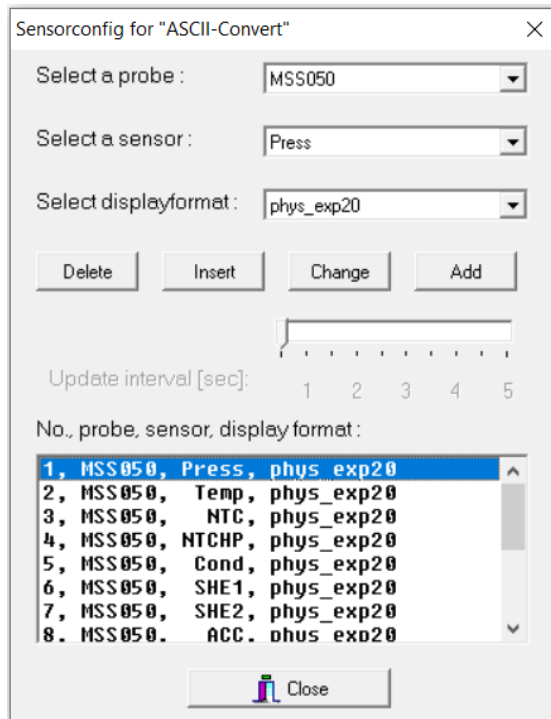 Sensorconfig for "ASCII-Convert"
Select a probe : MSS050
Select a sensor : Press
Select displayformat : phys_exp20
Delete Insert Change Add
Update interval [sec]: 1 2 3 4 5
No., probe, sensor, display format :
1, MSS050, Press, phys_exp20
2, MSS050, Temp, phys_exp20
3, MSS050, NTC, phys_exp20
4, MSS050, NTCHP, phys_exp20
5, MSS050, Cond, phys_exp20
6, MSS050, SHE1, phys_exp20
7, MSS050, SHE2, phys_exp20
8, MSS050, ACC, phys_exp20
Close